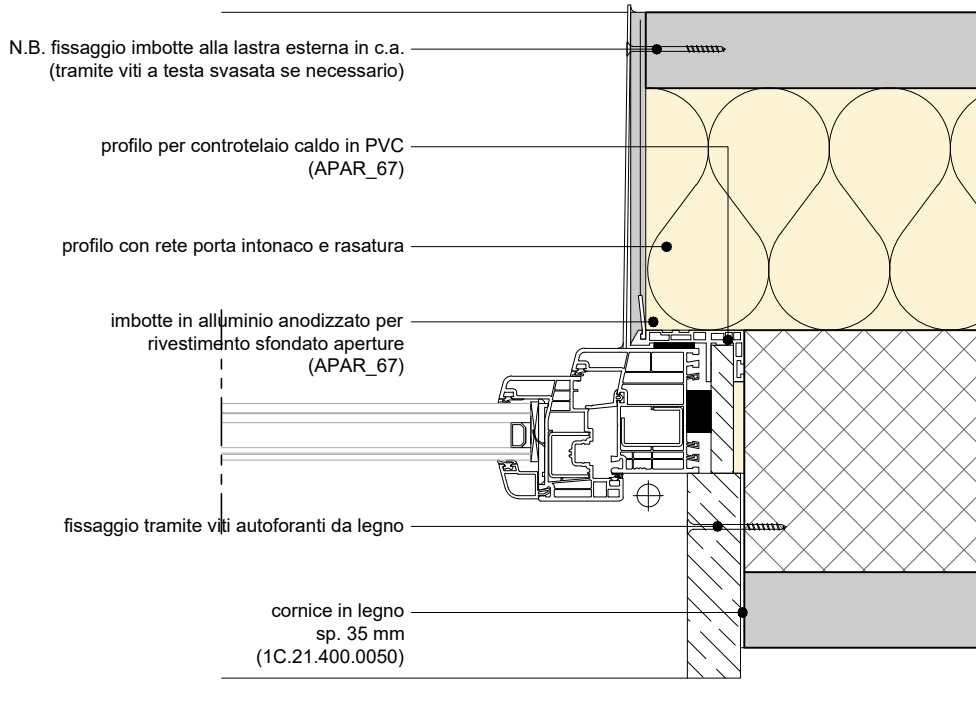 N.B. fissaggio imbotte alla lastra esterna in c.a.
(tramite viti a testa svasata se necessario)
profilo per controtelaio caldo in PVC
(APAR_67)
profilo con rete porta intonaco e rasatura
imbotte in alluminio anodizzato per
rivestimento sfondato aperture
(APAR_67)
fissaggio tramite viti autoforanti da legno
cornice in legno
sp. 35 mm
(1C.21.400.0050)